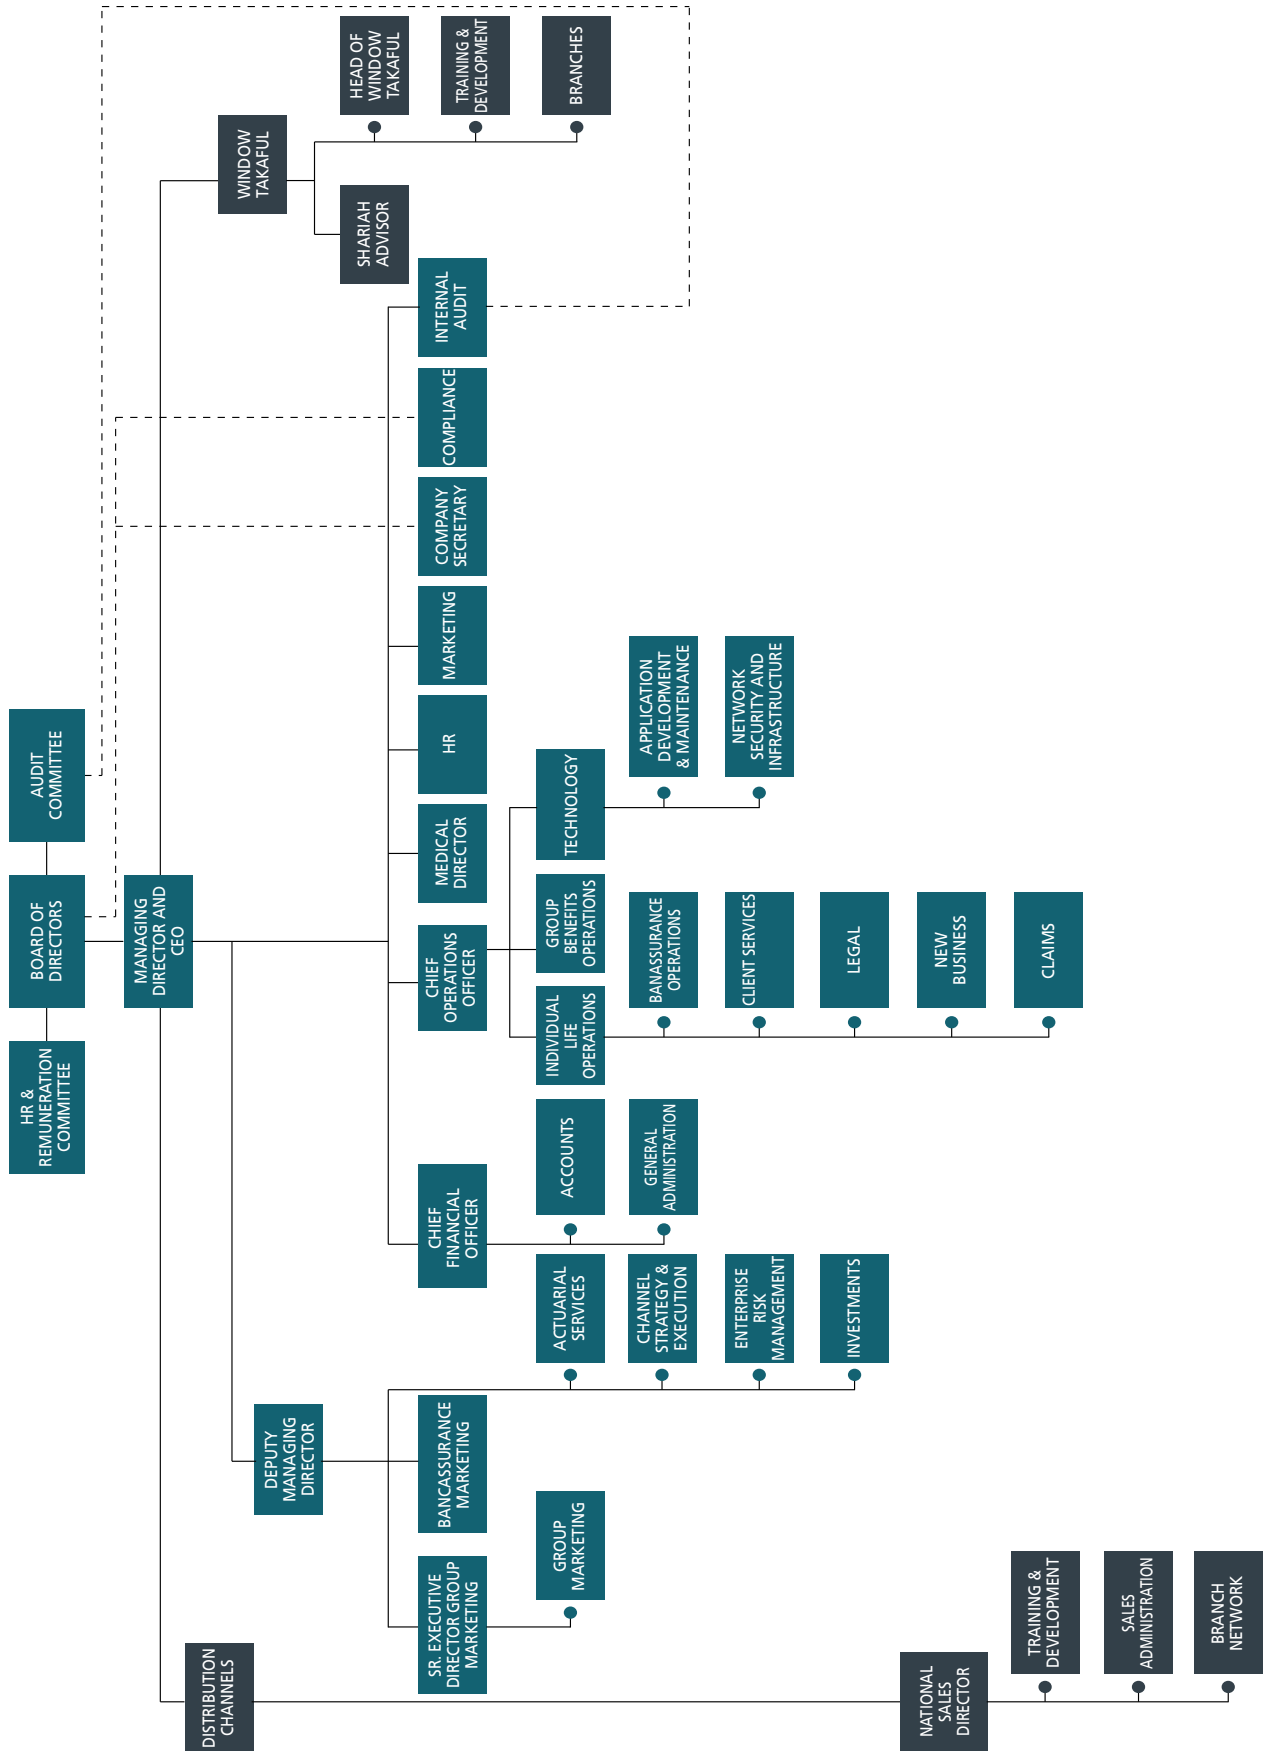 HR &
REMUNERATION
COMMITTEE
BOARD OF
DIRECTORS
AUDIT
COMMITTEE
MANAGING
DIRECTOR AND
CEO
DISTRIBUTION
CHANNELS
WINDOW
TAKAFUL
DEPUTY
MANAGING
DIRECTOR
SHARIAH
ADVISOR
HEAD OF
WINDOW
TAKAFUL
TRAINING &
DEVELOPMENT
BRANCHES
SR. EXECUTIVE
DIRECTOR GROUP
MARKETING
BANCASSURANCE
MARKETING
CHIEF
FINANCIAL
OFFICER
CHIEF
OPERATIONS
OFFICER
MEDICAL
DIRECTOR
HR
MARKETING
COMPANY
SECRETARY
COMPLIANCE
INTERNAL
AUDIT
GROUP
MARKETING
ACTUARIAL
SERVICES
CHANNEL
STRATEGY &
EXECUTION
ENTERPRISE
RISK
MANAGEMENT
INVESTMENTS
ACCOUNTS
GENERAL
ADMINISTRATION
INDIVIDUAL
LIFE
OPERATIONS
GROUP
BENEFITS
OPERATIONS
TECHNOLOGY
BANASSURANCE
OPERATIONS
CLIENT SERVICES
LEGAL
NEW
BUSINESS
CLAIMS
APPLICATION
DEVELOPMENT
& MAINTENANCE
NETWORK
SECURITY AND
INFRASTRUCTURE
NATIONAL
SALES
DIRECTOR
TRAINING &
DEVELOPMENT
SALES
ADMINISTRATION
BRANCH
NETWORK